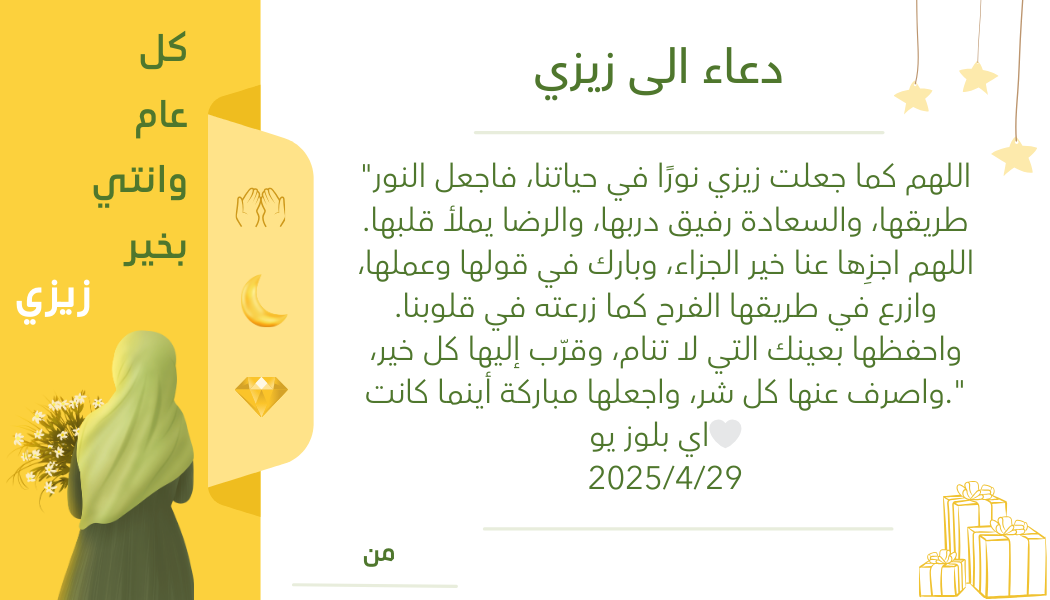 كل
عام
وانتي
بخير
زيزي
دعاء الى زيزي
"اللهم كما جعلت زيزي نورًا في حياتنا، فاجعل النور
طريقها، والسعادة رفيق دربها، والرضا يملأ قلبها.
اللهم اجزِها عنا خير الجزاء، وبارك في قولها وعملها،
وازرع في طريقها الفرح كما زرعته في قلوبنا.
واحفظها بعينك التي لا تنام، وقرّب إليها كل خير،
واصرف عنها كل شر، واجعلها مباركة أينما كانت."
اي بلوز يو🤍
2025/4/29
من